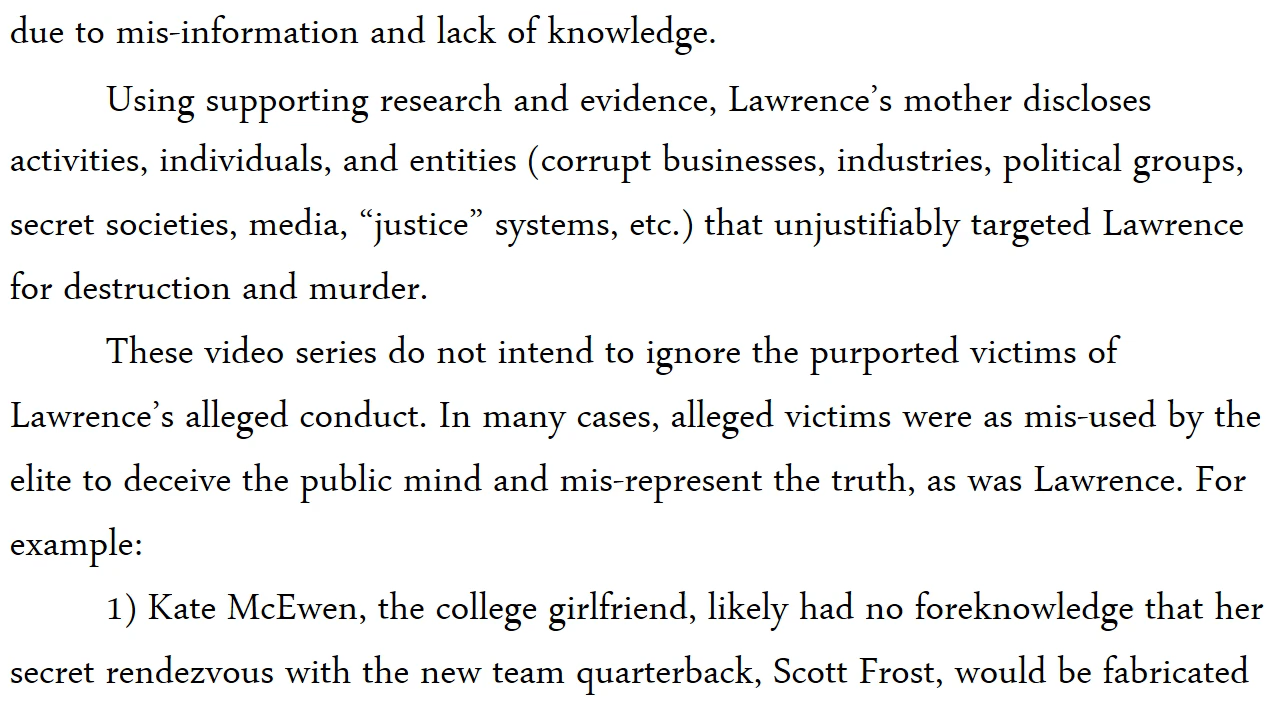 due to mis-information and lack of knowledge.
Using supporting research and evidence, Lawrence’s mother discloses
activities, individuals, and entities (corrupt businesses, industries, political groups,
secret societies, media, “justice” systems, etc.) that unjustifiably targeted Lawrence
for destruction and murder.
These video series do not intend to ignore the purported victims of
Lawrence’s alleged conduct. In many cases, alleged victims were as mis-used by the
elite to deceive the public mind and mis-represent the truth, as was Lawrence. For
example:
1) Kate McEwen, the college girlfriend, likely had no foreknowledge that her
secret rendezvous with the new team quarterback, Scott Frost, would be fabricated